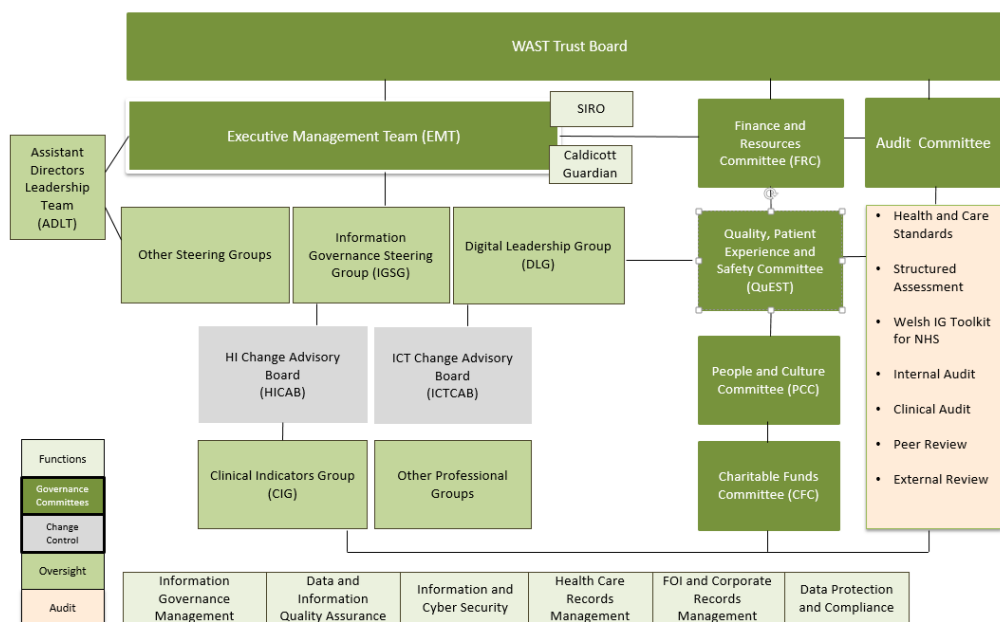 WAST Trust Board
SIRO
Executive Management Team (EMT)
Caldicott
Guardian
Finance and
Resources
Committee (FRC)
Audit Committee
Assistant
Directors
Leadership
Team
(ADLT)
Other Steering Groups
Information
Governance Steering
Group (IGSG)
Digital Leadership Group
(DLG)
Quality, Patient
Experience and
Safety Committee
(QuEST)
• Health and Care
Standards
• Structured
Assessment
• Welsh IG Toolkit
for NHS
• Internal Audit
• Clinical Audit
• Peer Review
• External Review
HI Change Advisory
Board
(HICAB)
ICT Change Advisory
Board
(ICTCAB)
People and Culture
Committee (PCC)
Clinical Indicators Group
(CIG)
Other Professional
Groups
Charitable Funds
Committee (CFC)
Functions
Governance
Committees
Change
Control
Oversight
Audit
Information
Governance
Management
Data and
Information
Quality Assurance
Information and
Cyber Security
Health Care
Records
Management
FOI and Corporate
Records
Management
Data Protection
and Compliance